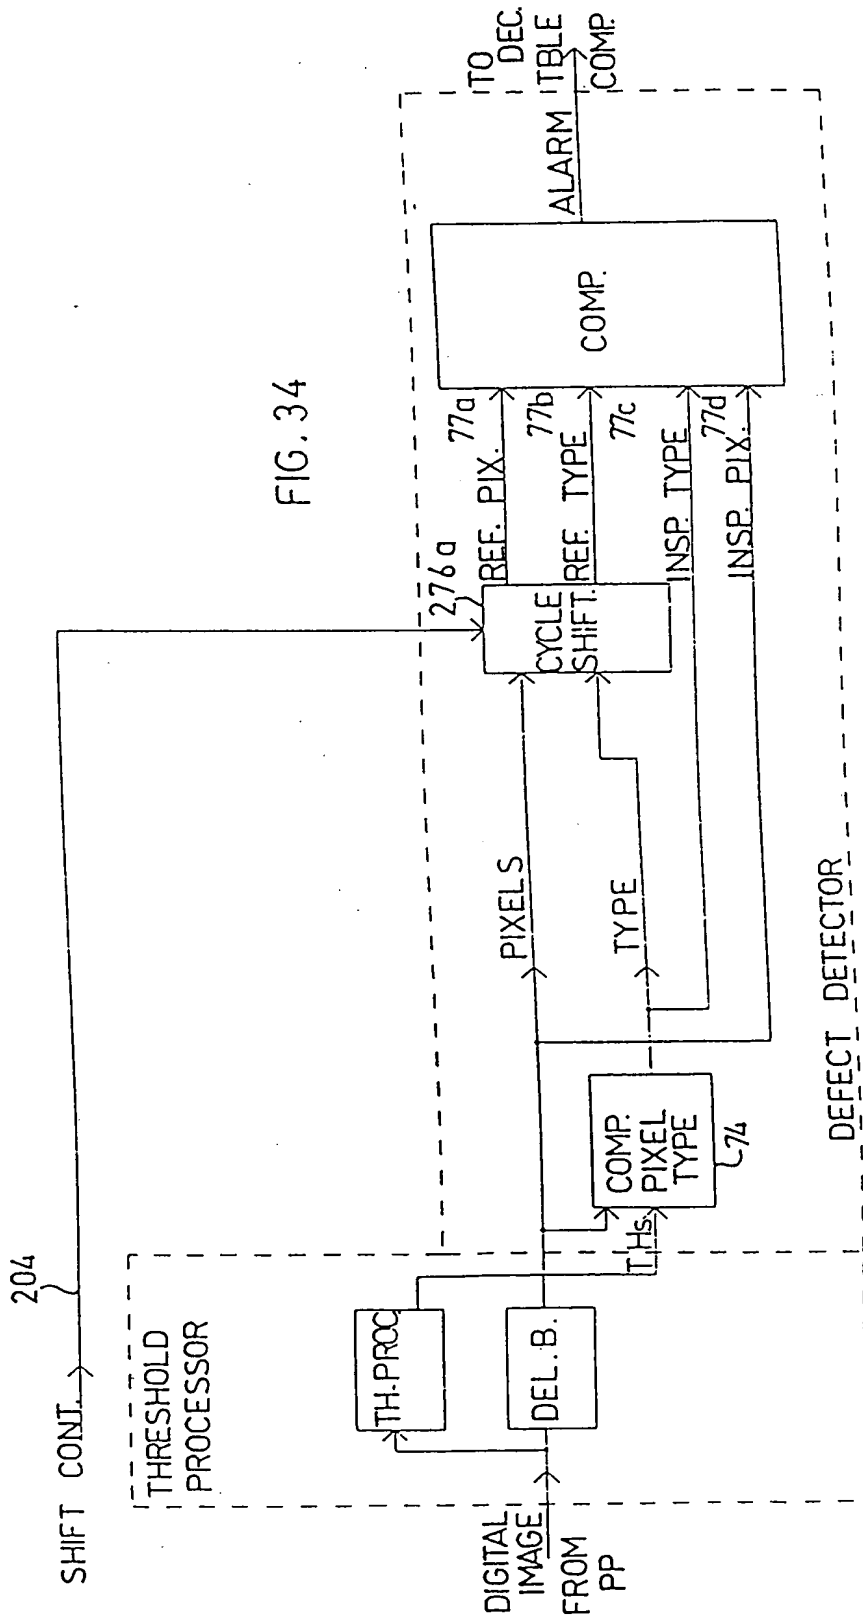 FIG. 34
SHIFT CONT.
204
THRESHOLD
PROCESSOR
DIGITAL
IMAGE
FROM
PP
TH.PROC
DEL. B.
T.Hs.
COMP.
PIXEL
TYPE
74
PIXELS
TYPE
276a
CYCLE
SHIFT.
REF. PIX.
77a
REF. TYPE
77b
INSP. TYPE
77c
INSP. PIX.
77d
COMP.
ALARM
TO
DEC.
TBLE
COMP.
DEFECT DETECTOR